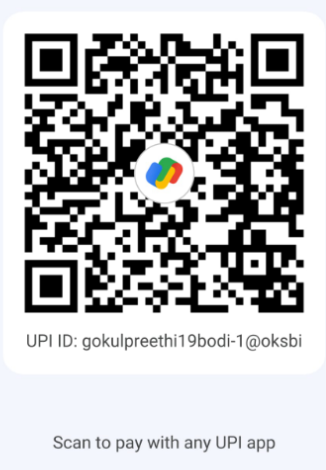 UPI ID: gokulpreethi19bodi-1@oksbi
Scan to pay with any UPI app